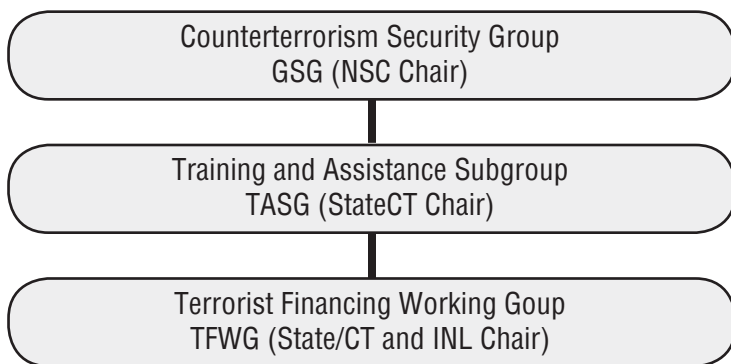 Counterterrorism Security Group
GSG (NSC Chair)
Training and Assistance Subgroup
TASG (StateCT Chair)
Terrorist Financing Working Goup
TFWG (State/CT and INL Chair)